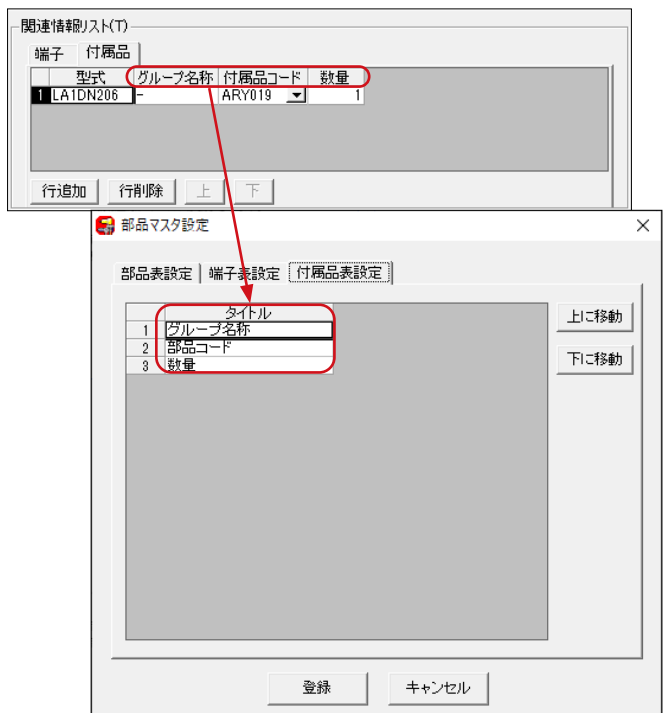 関連情報リスト(T)
端子 付属品
型式 グループ名称 付属品コード 数量
1 LA1DN206 - ARY019 1
行追加 行削除 上 下
部品マスタ設定
部品表設定 端子表設定 付属品表設定
タイトル
1 グループ名称
2 部品コード
3 数量
上に移動
下に移動
登録 キャンセル